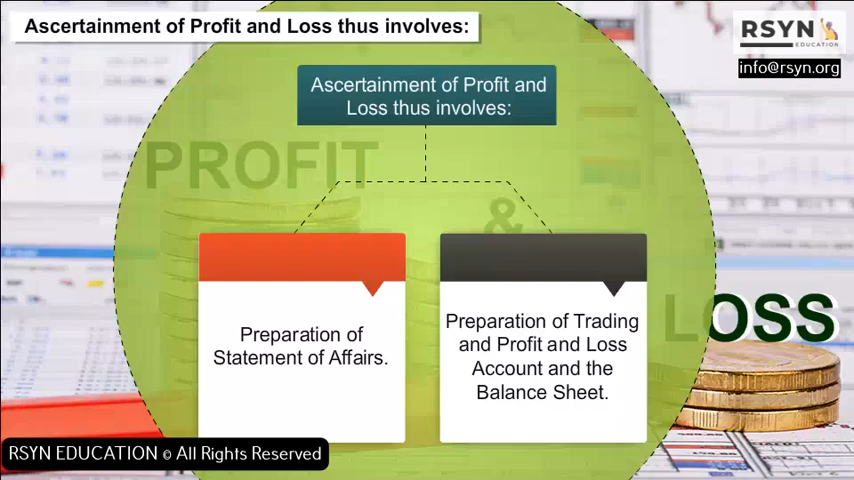 Ascertainment of Profit and Loss thus involves:
RSYN
EDUCATION
info@rsyn.org
Ascertainment of Profit and
Loss thus involves:
PROFIT
&
LOSS
Preparation of
Statement of Affairs.
Preparation of Trading
and Profit and Loss
Account and the
Balance Sheet.
RSYN EDUCATION © All Rights Reserved